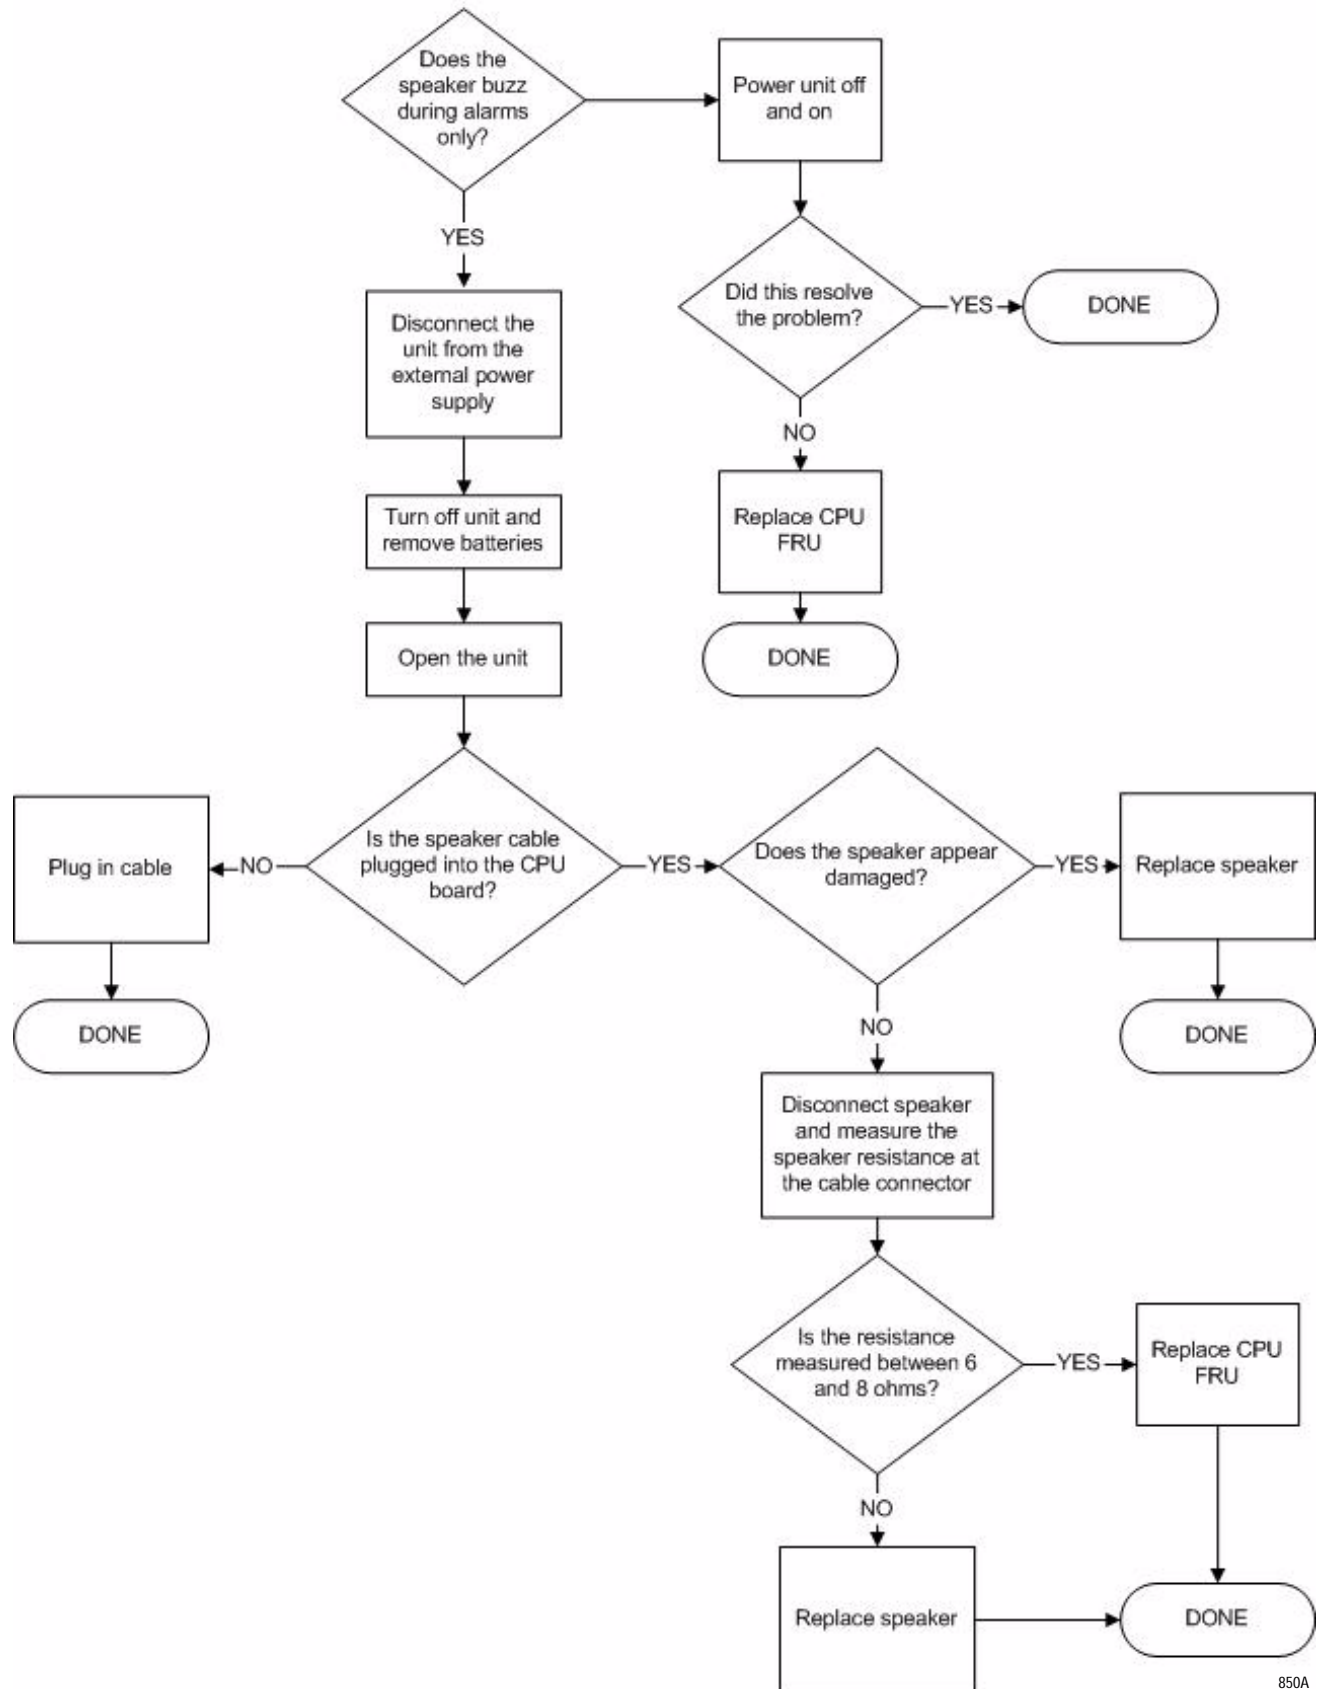 Does the
speaker buzz
during alarms
only?
Power unit off
and on
YES
Disconnect the
unit from the
external power
supply
Did this resolve
the problem?
YES
DONE
NO
Turn off unit and
remove batteries
Replace CPU
FRU
Open the unit
DONE
Plug in cable
NO
Is the speaker cable
plugged into the CPU
board?
YES
Does the speaker appear
damaged?
YES
Replace speaker
DONE
NO
DONE
Disconnect speaker
and measure the
speaker resistance at
the cable connector
Is the resistance
measured between 6
and 8 ohms?
YES
Replace CPU
FRU
NO
Replace speaker
DONE
850A